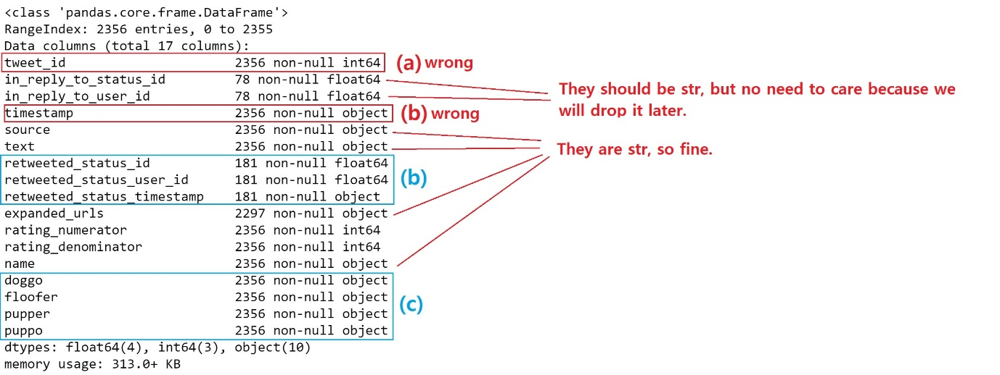 <class 'pandas.core.frame.DataFrame'>
RangeIndex: 2356 entries, 0 to 2355
Data columns (total 17 columns):
tweet_id 2356 non-null int64 (a) wrong
in_reply_to_status_id 78 non-null float64
in_reply_to_user_id 78 non-null float64
They should be str, but no need to care because we
will drop it later.
timestamp 2356 non-null object (b) wrong
source 2356 non-null object
text 2356 non-null object
They are str, so fine.
retweeted_status_id 181 non-null float64
retweeted_status_user_id 181 non-null float64 (b)
retweeted_status_timestamp 181 non-null object
expanded_urls 2297 non-null object
rating_numerator 2356 non-null int64
rating_denominator 2356 non-null int64
name 2356 non-null object
doggo 2356 non-null object
floofer 2356 non-null object (c)
pupper 2356 non-null object
puppo 2356 non-null object
dtypes: float64(4), int64(3), object(10)
memory usage: 313.0+ KB